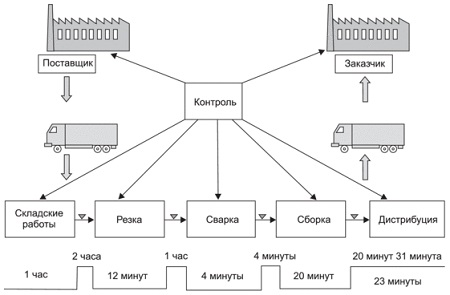 Поставщик
Заказчик
Контроль
Складские
работы
Резка
Сварка
Сборка
Дистрибуция
2 часа
1 час
4 минуты
20 минут 31 минута
1 час
12 минут
4 минуты
20 минут
23 минуты